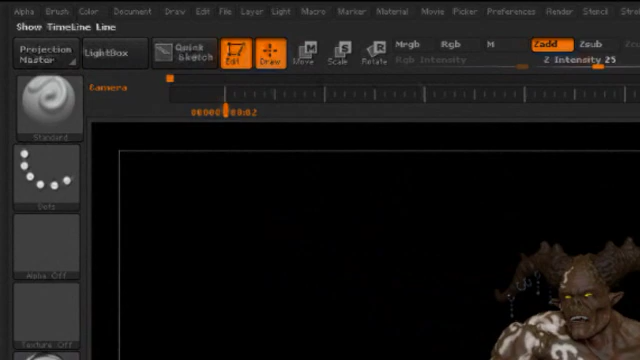 Alpha Brush Color Document Draw Edit File Layer Light Macro Marker Material Movie Picker Preferences Render Stencil
Show TimeLine Line
Projection Master
LightBox
Quick Sketch
Edit
Draw
Move
Scale
Rotate
Mrgb Rgb M
Zadd Zsub
Rgb Intensity
Z Intensity 25
Camera
Standard
Dots
Alpha Off
Texture Off